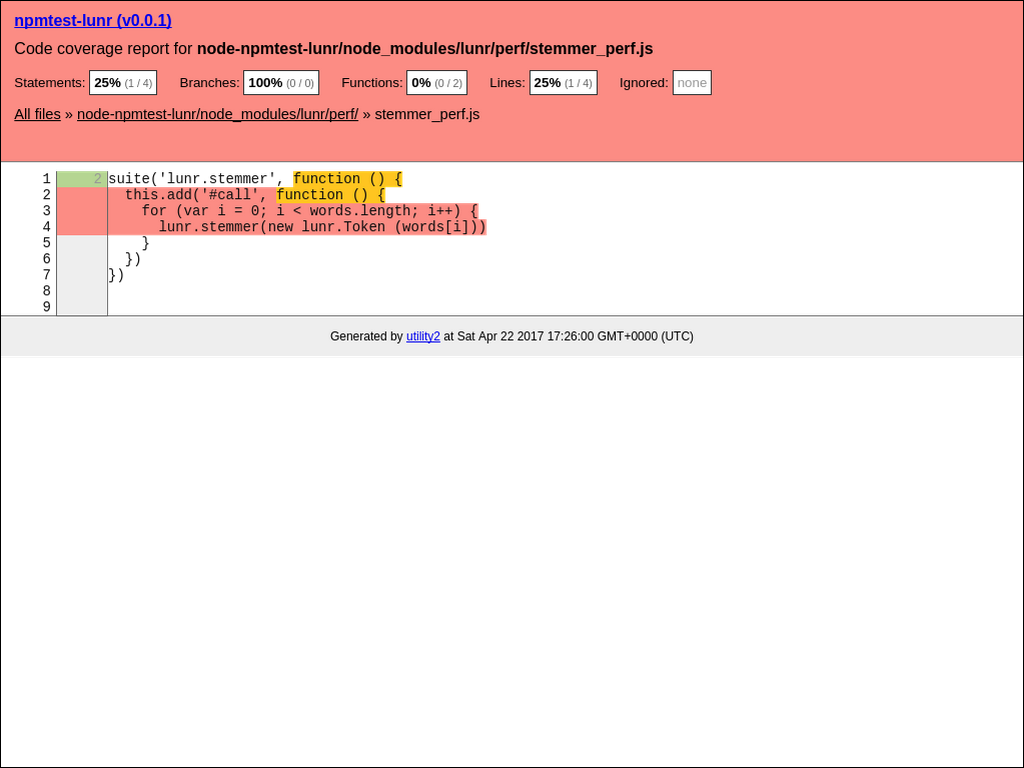 npmtest-lunr (v0.0.1)
Code coverage report for node-npmtest-lunr/node_modules/lunr/perf/stemmer_perf.js
Statements: 25% (1 / 4) Branches: 100% (0 / 0) Functions: 0% (0 / 2) Lines: 25% (1 / 4) Ignored: none
All files » node-npmtest-lunr/node_modules/lunr/perf/ » stemmer_perf.js
1 2 suite('lunr.stemmer', function () {
2 this.add('#call', function () {
3 for (var i = 0; i < words.length; i++) {
4 lunr.stemmer(new lunr.Token (words[i]))
5 }
6 })
7 })
8
9
Generated by utility2 at Sat Apr 22 2017 17:26:00 GMT+0000 (UTC)